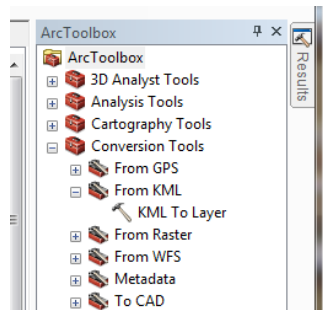 ArcToolbox
ArcToolbox
3D Analyst Tools
Analysis Tools
Cartography Tools
Conversion Tools
From GPS
From KML
KML To Layer
From Raster
From WFS
Metadata
To CAD
Results